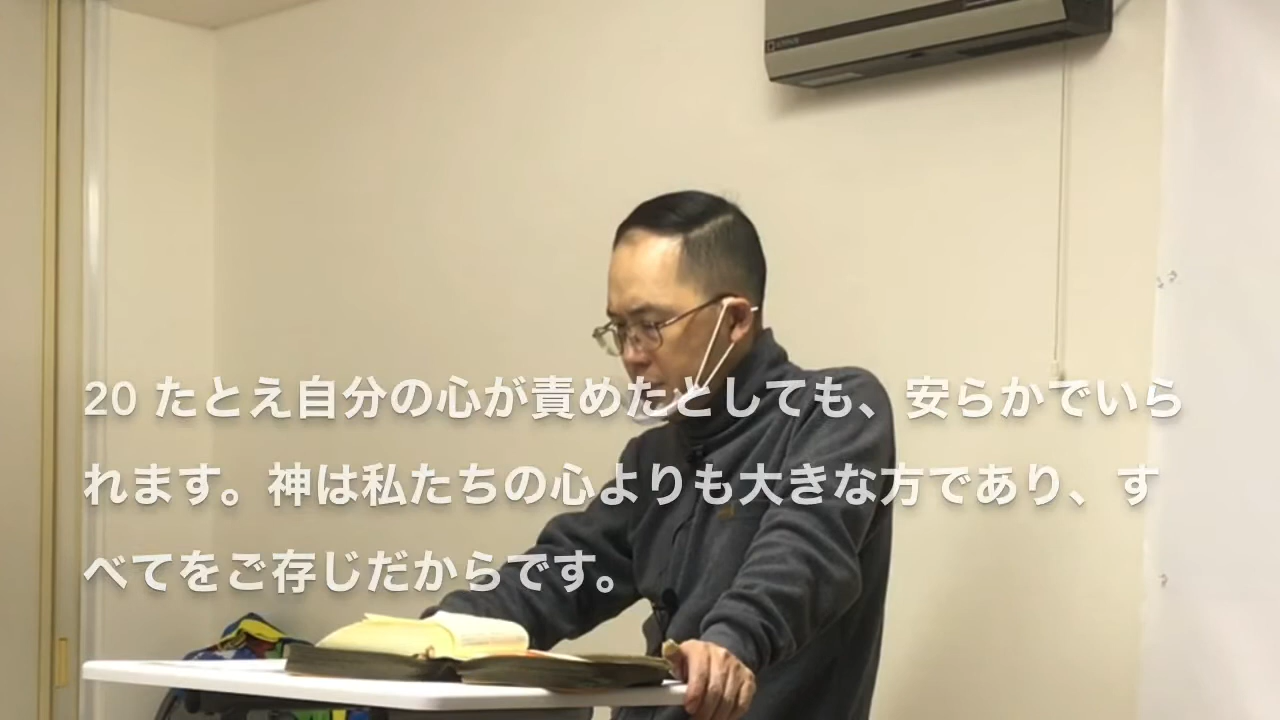 20 たとえ自分の心が責めたとしても、安らかでいら
れます。神は私たちの心よりも大きな方であり、す
べてをご存じだからです。